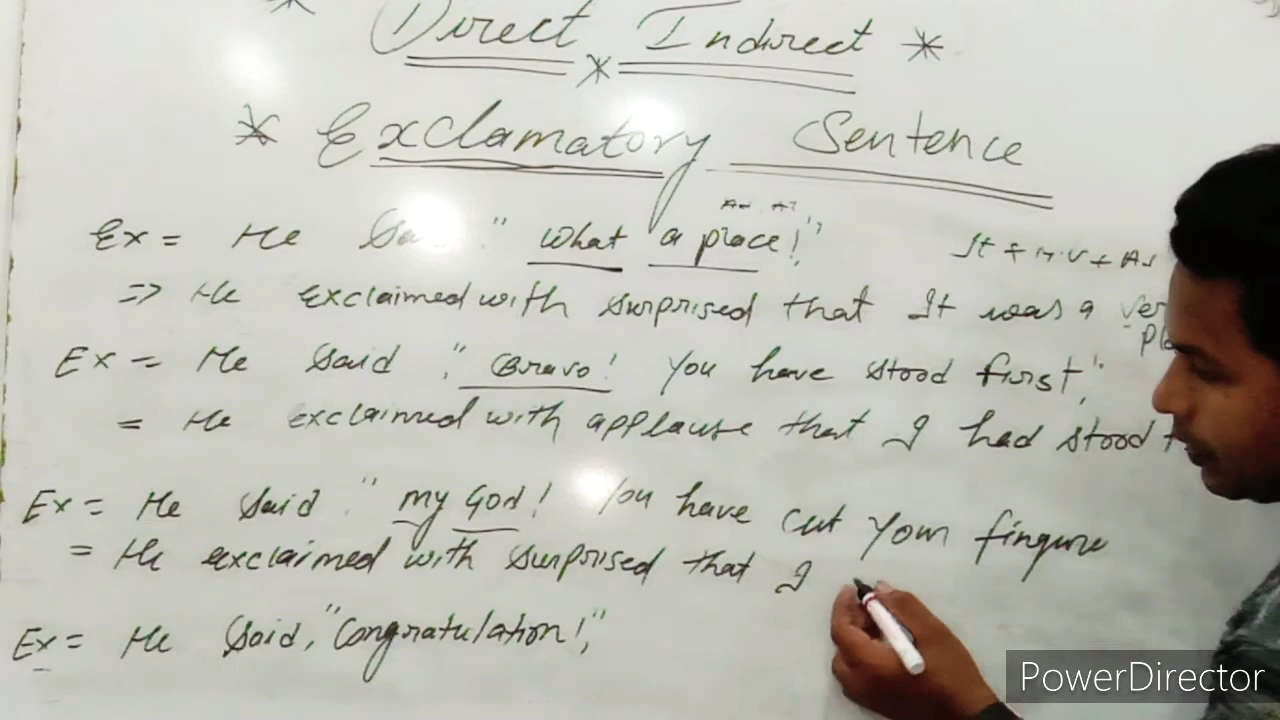 * Direct Indirect *
*
* Exclamatory Sentence
Ex = He " What a place!"
It + H.V + Ad
=> He exclaimed with surprised that It was a
Ex = He Said, "Bravo! You have stood first,"
= He exclaimed with applause that I had stood
Ex = He Said " my God! You have cut your fingure
= He exclaimed with surprised that I
Ex = He Said, "Congratulation!,"
PowerDirector